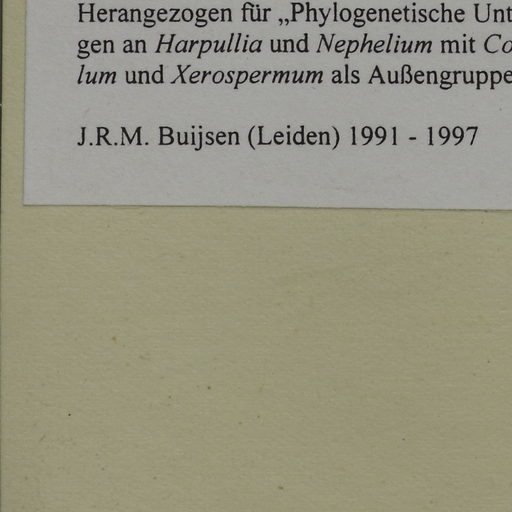 Herangezogen für „Phylogenetische Unt
gen an Harpullia und Nephelium mit Co
lum und Xerospermum als Außengruppe
J.R.M. Buijsen (Leiden) 1991 - 1997